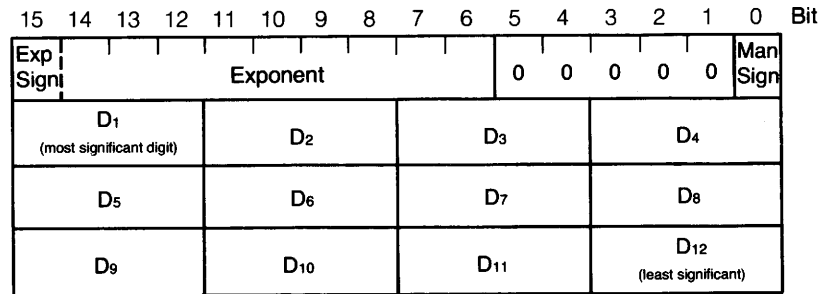 15 14 13 12 11 10 9 8 7 6 5 4 3 2 1 0 Bit
Exp Sign Exponent 0 0 0 0 0 Man Sign
D1 (most significant digit) D2 D3 D4
D5 D6 D7 D8
D9 D10 D11 D12 (least significant)